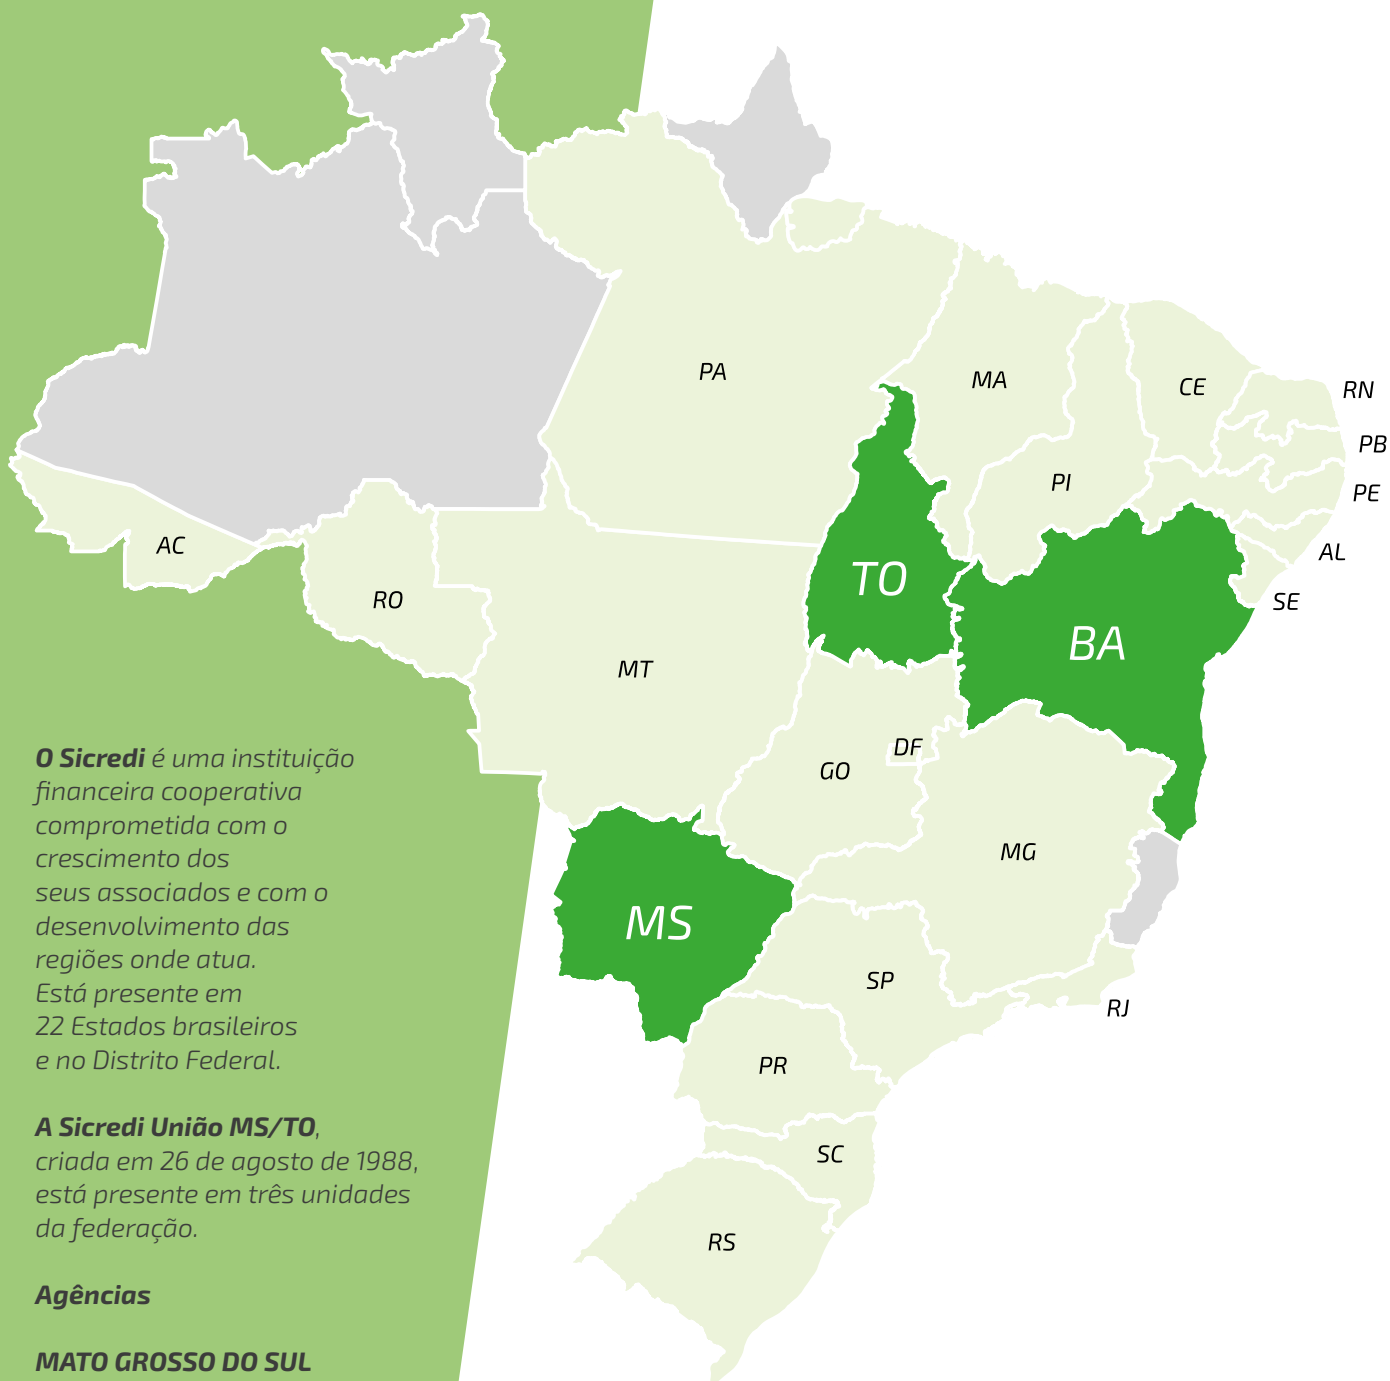 PA
MA
CE
RN
PB
PI
PE
AC
AL
TO
RO
SE
BA
MT
DF
GO
MG
MS
SP
RJ
PR
SC
RS
O Sicredi é uma instituição
financeira cooperativa
comprometida com o
crescimento dos
seus associados e com o
desenvolvimento das
regiões onde atua.
Está presente em
22 Estados brasileiros
e no Distrito Federal.
A Sicredi União MS/TO,
criada em 26 de agosto de 1988,
está presente em três unidades
da federação.
Agências
MATO GROSSO DO SUL